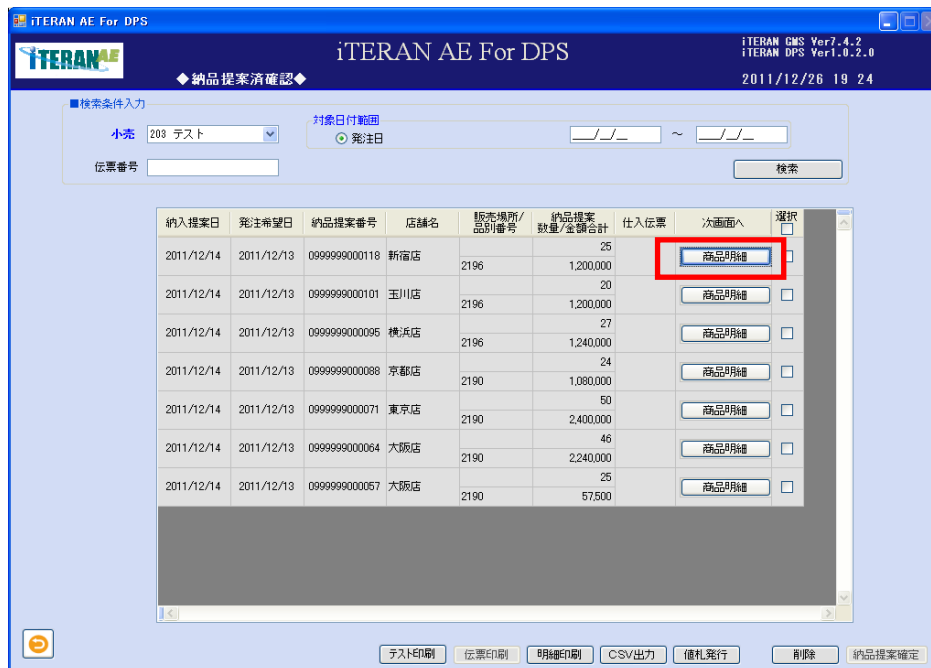 iTERAN AE For DPS
iTERAN AE
iTERAN AE For DPS
iTERAN GMS Ver7.4.2
iTERAN DPS Ver1.0.2.0
◆納品提案済確認◆
2011/12/26 19 24
■検索条件入力
小売 203 テスト
対象日付範囲
発注日 __/_/__ ～ __/_/__
伝票番号
検索
納入提案日 発注希望日 納品提案番号 店舗名 販売場所/品別番号 納品提案数量/金額合計 仕入伝票 次画面へ 選択
2011/12/14 2011/12/13 0999999000118 新宿店 2196 25 1,200,000 商品明細
2011/12/14 2011/12/13 0999999000101 玉川店 2196 20 1,200,000 商品明細
2011/12/14 2011/12/13 0999999000095 横浜店 2196 27 1,240,000 商品明細
2011/12/14 2011/12/13 0999999000088 京都店 2190 24 1,080,000 商品明細
2011/12/14 2011/12/13 0999999000071 東京店 2190 50 2,400,000 商品明細
2011/12/14 2011/12/13 0999999000064 大阪店 2190 46 2,240,000 商品明細
2011/12/14 2011/12/13 0999999000057 大阪店 2190 25 57,500 商品明細
テスト印刷 伝票印刷 明細印刷 CSV出力 値札発行 削除 納品提案確定